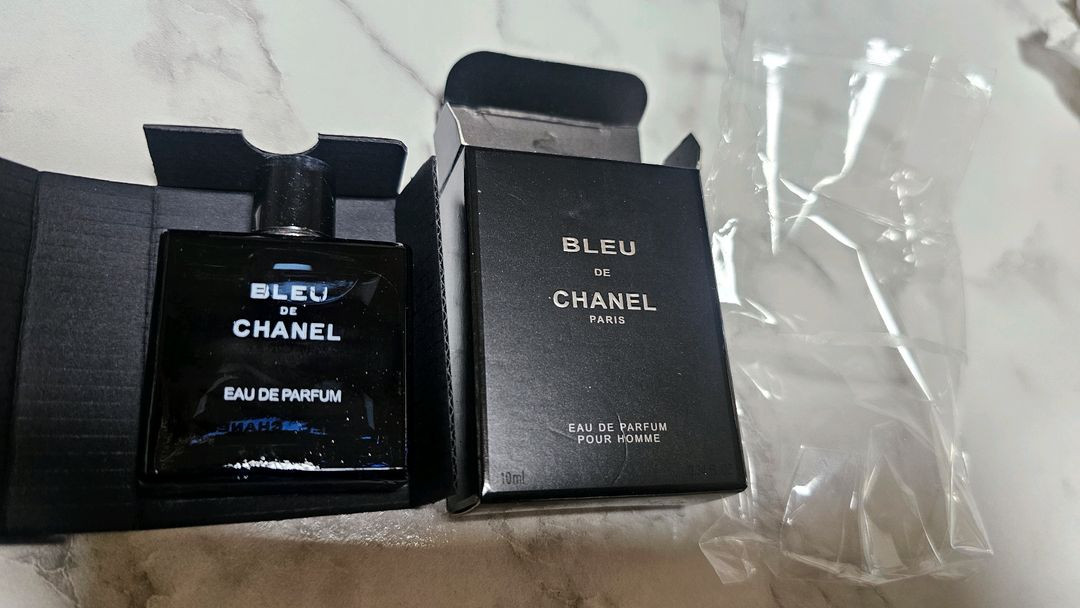 BLEU
DE
CHANEL
EAU DE PARFUM
BLEU
DE
CHANEL
PARIS
EAU DE PARFUM
POUR HOMME
10ml